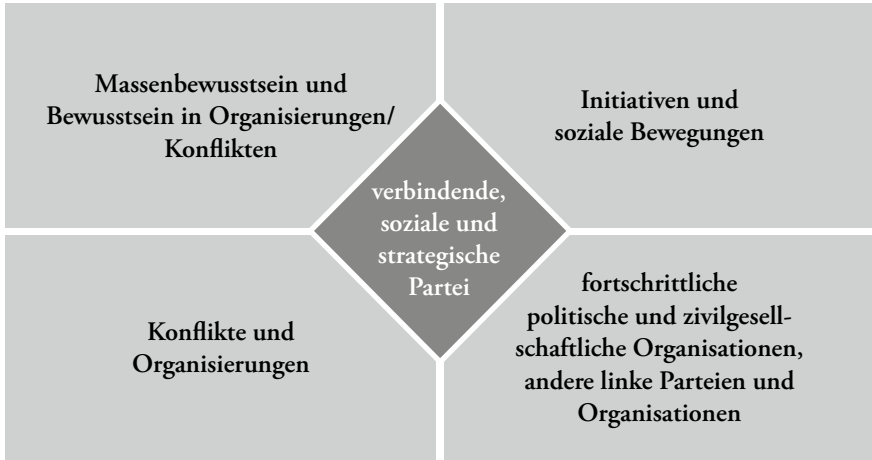 Massenbewusstsein und
Bewusstsein in Organisierungen/
Konflikten
Initiativen und
soziale Bewegungen
verbindende,
soziale und
strategische
Partei
Konflikte und
Organisierungen
fortschrittliche
politische und zivilgesell-
schaftliche Organisationen,
andere linke Parteien und
Organisationen